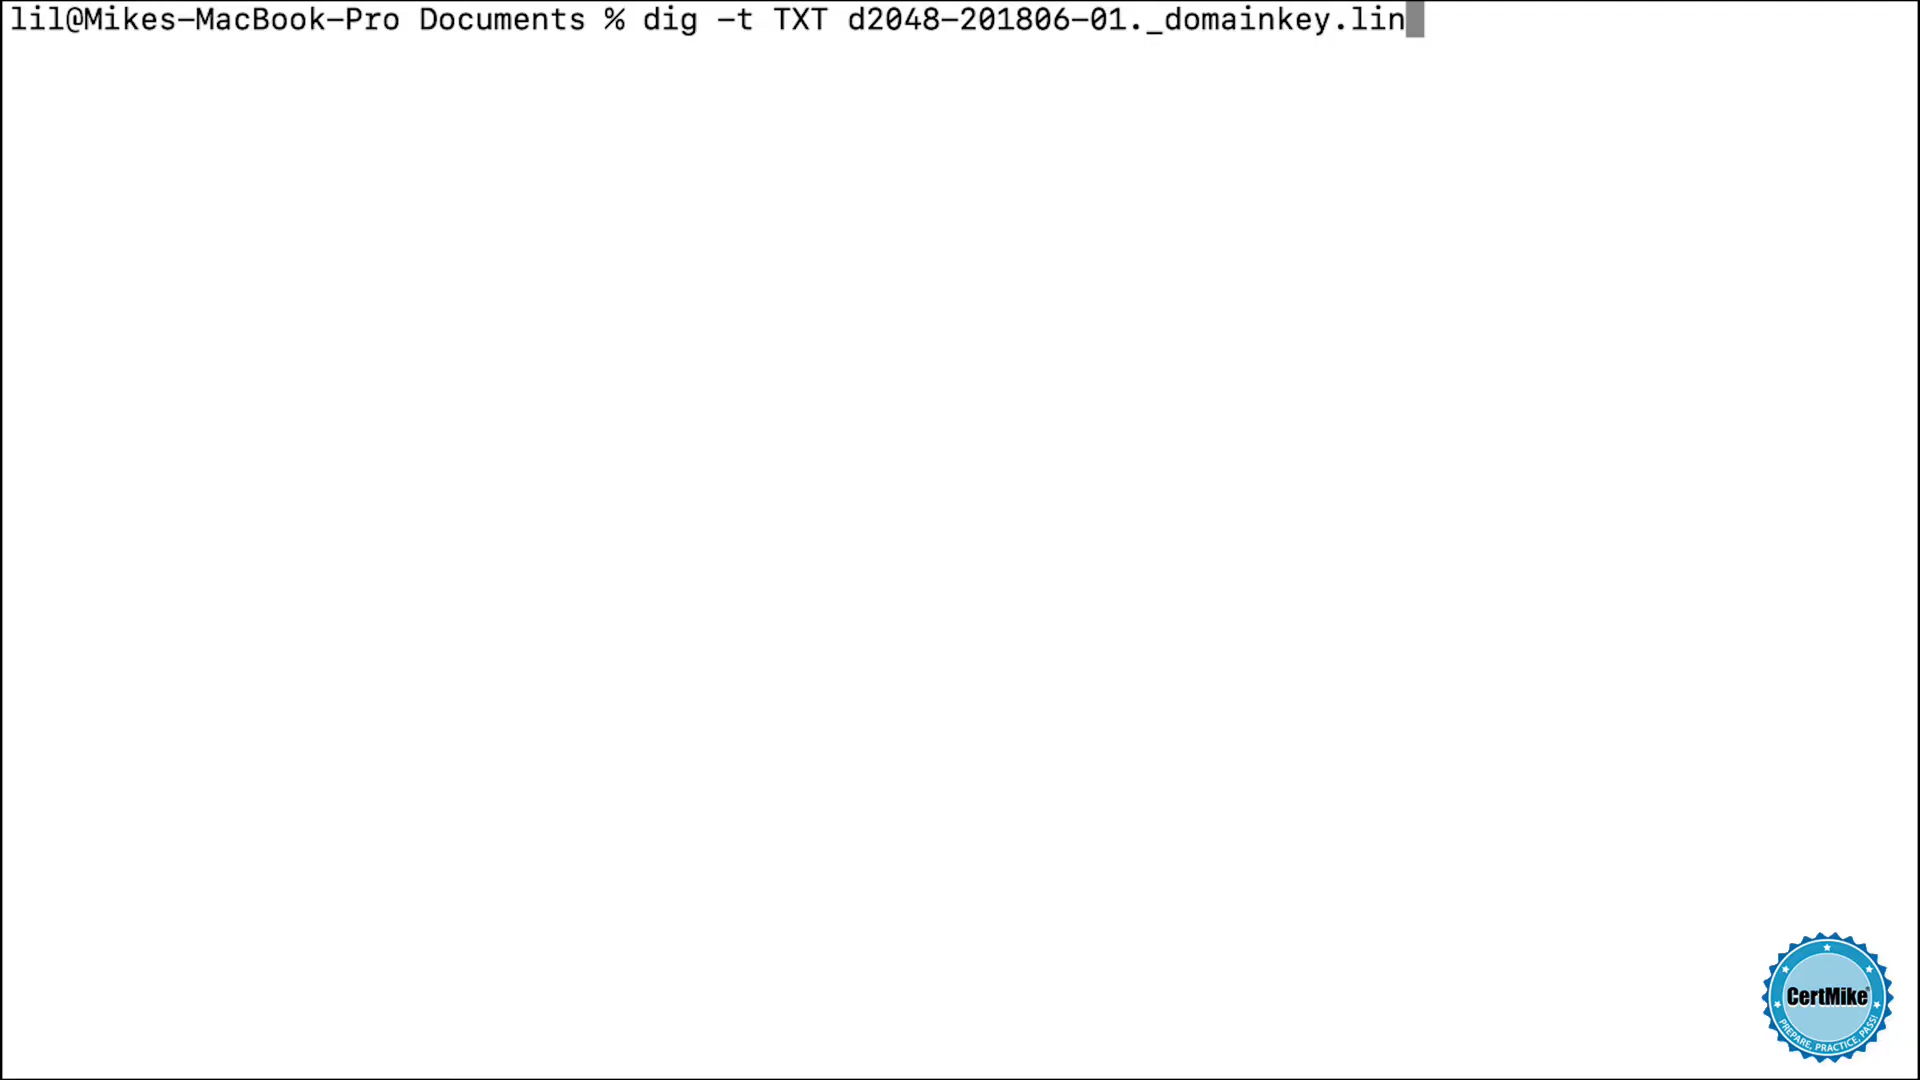 lil@Mikes-MacBook-Pro Documents % dig -t TXT d2048-201806-01._domainkey.lin
CertMike®
PREPARE, PRACTICE, PASS!